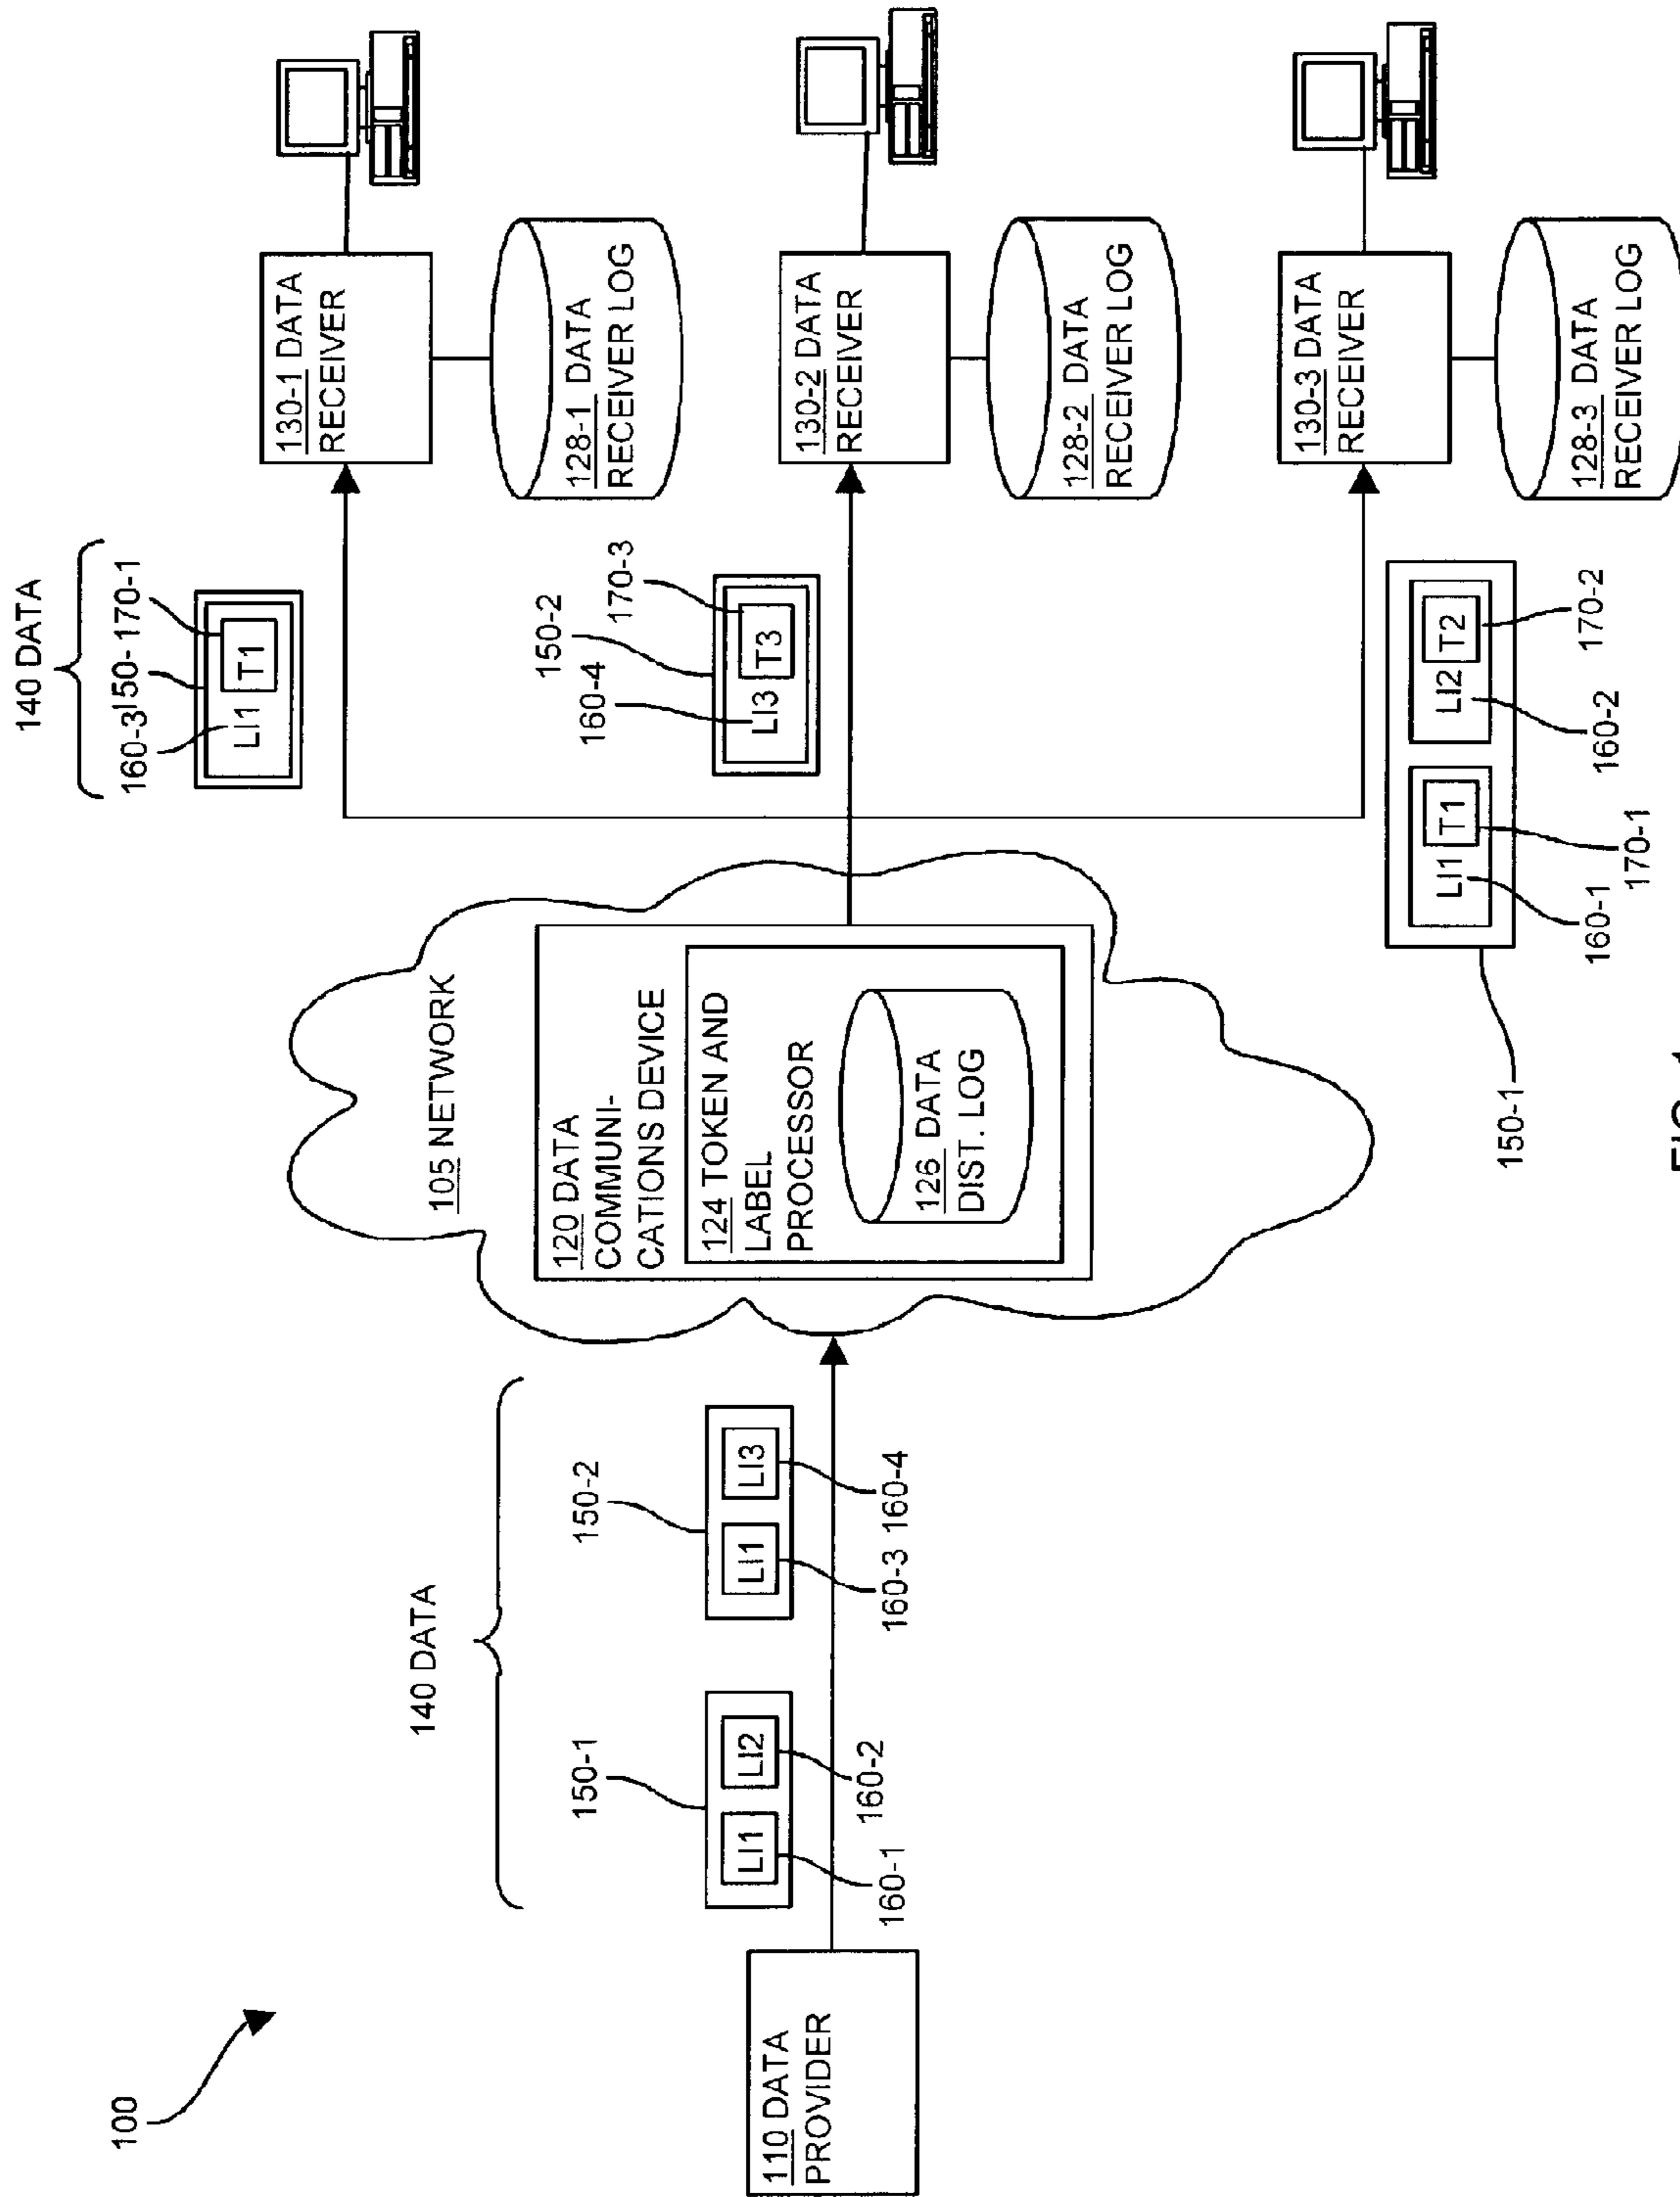 100
110 DATA
PROVIDER
140 DATA
150-1
150-2
LI1
LI2
LI1
LI3
160-1
160-2
160-3
160-4
105 NETWORK
120 DATA
COMMUNI-
CATIONS DEVICE
124 TOKEN AND
LABEL
PROCESSOR
126 DATA
DIST. LOG
140 DATA
160-3
150-170-1
LI1
T1
130-1 DATA
RECEIVER
128-1 DATA
RECEIVER LOG
150-2
160-4
170-3
LI3
T3
130-2 DATA
RECEIVER
128-2 DATA
RECEIVER LOG
130-3 DATA
RECEIVER
128-3 DATA
RECEIVER LOG
LI1
T1
LI2
T2
160-1
170-1
160-2
170-2
150-1
FIG. 1